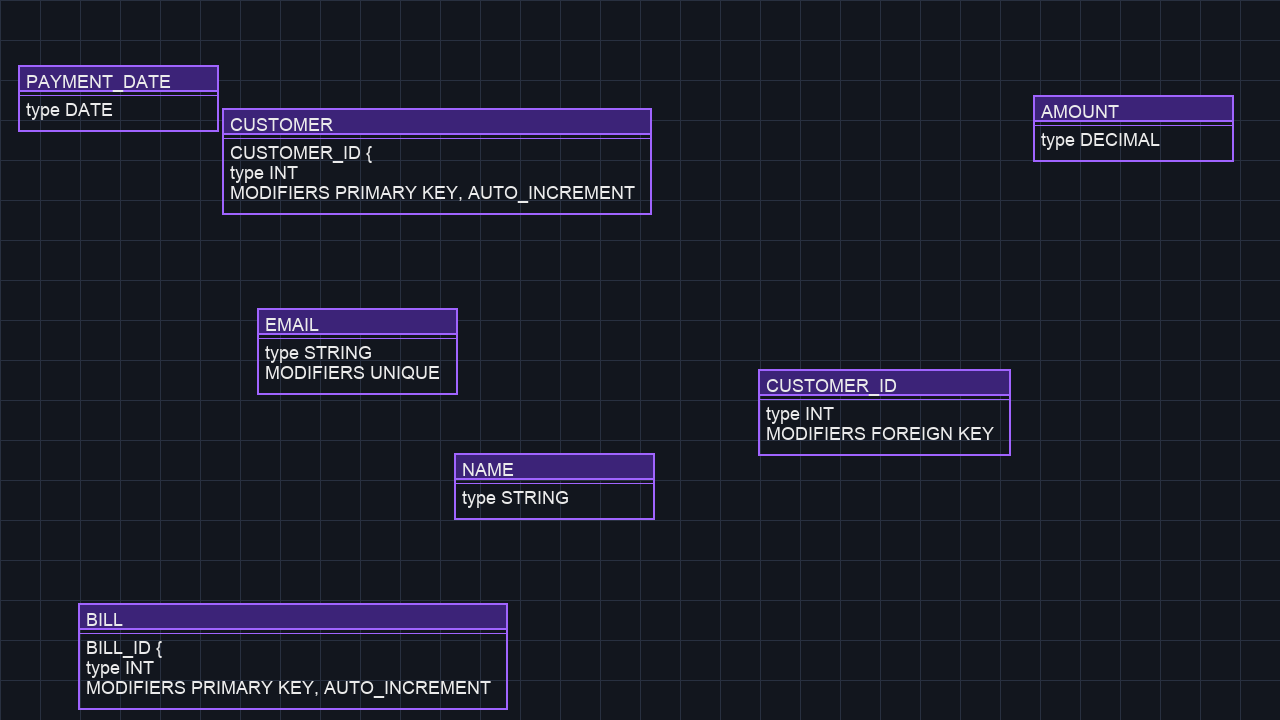 PAYMENT_DATE
type DATE
CUSTOMER
CUSTOMER_ID {
type INT
MODIFIERS PRIMARY KEY, AUTO_INCREMENT
AMOUNT
type DECIMAL
EMAIL
type STRING
MODIFIERS UNIQUE
CUSTOMER_ID
type INT
MODIFIERS FOREIGN KEY
NAME
type STRING
BILL
BILL_ID {
type INT
MODIFIERS PRIMARY KEY, AUTO_INCREMENT